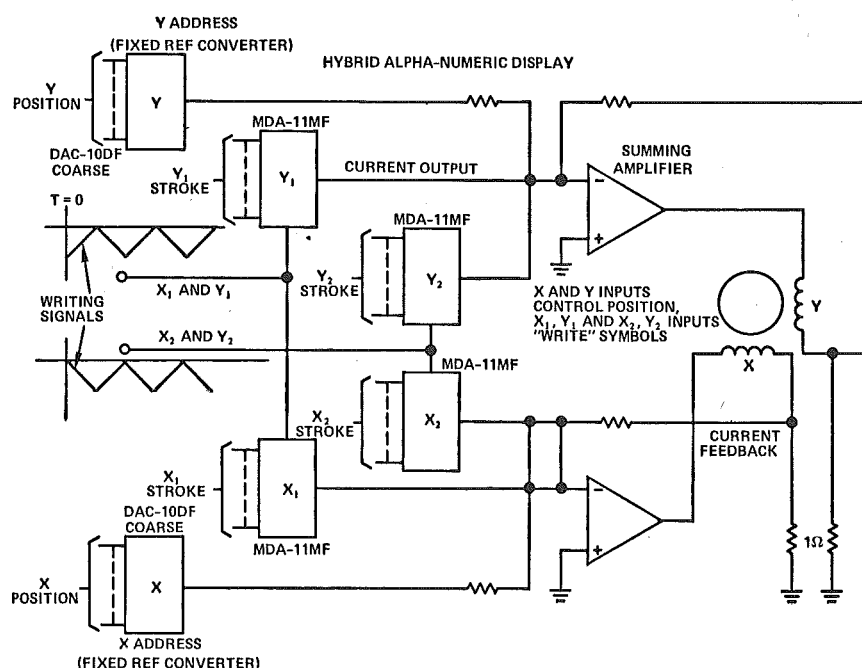 Y ADDRESS
(FIXED REF CONVERTER)
HYBRID ALPHA-NUMERIC DISPLAY
Y
POSITION
Y
DAC-10DF
COARSE
MDA-11MF
Y1
STROKE
Y1
CURRENT OUTPUT
SUMMING
AMPLIFIER
−
+
T = 0
WRITING
SIGNALS
X1 AND Y1
X2 AND Y2
MDA-11MF
Y2
STROKE
Y2
X AND Y INPUTS
CONTROL POSITION,
X1, Y1 AND X2, Y2 INPUTS
"WRITE" SYMBOLS
Y
X
MDA-11MF
X2
STROKE
X2
CURRENT
FEEDBACK
X1
STROKE
X1
MDA-11MF
−
+
1Ω
DAC-10DF
COARSE
X
POSITION
X
X ADDRESS
(FIXED REF CONVERTER)